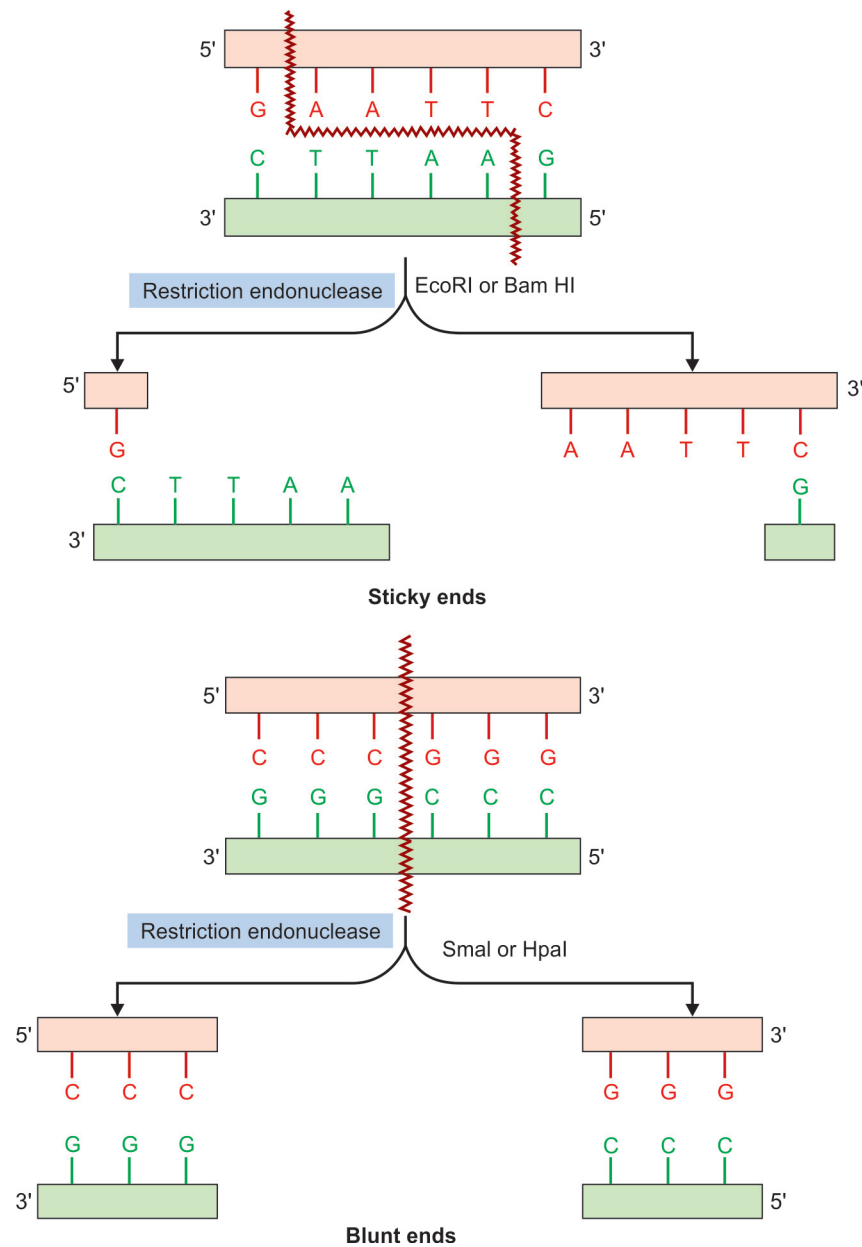 5' 3'
G A A T T C
C T T A A G
3' 5'
Restriction endonuclease EcoRI or Bam HI
5' 3'
G A A T T C
C T T A A G
3'
Sticky ends
5' 3'
C C C G G G
G G G C C C
3' 5'
Restriction endonuclease SmaI or HpaI
5' 3'
C C C G G G
G G G C C C
3' 5'
Blunt ends